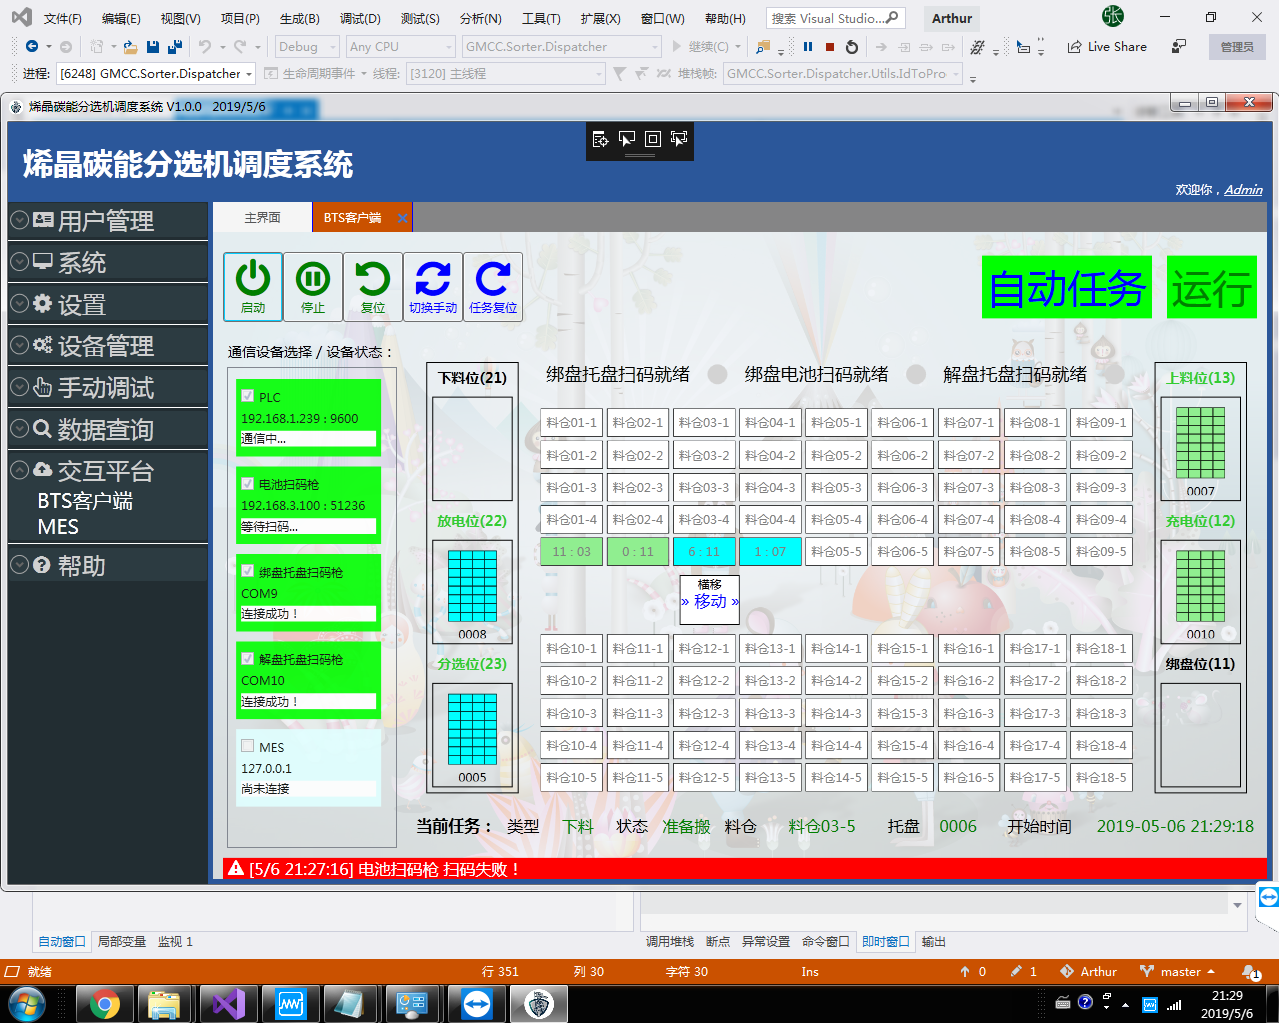 文件(F) 编辑(E) 视图(V) 项目(P) 生成(B) 调试(D) 测试(S) 分析(N) 工具(T) 扩展(X) 窗口(W) 帮助(H) 搜索 Visual Studio... Arthur 张
Debug Any CPU GMCC.Sorter.Dispatcher 继续(C) Live Share 管理员
进程: [6248] GMCC.Sorter.Dispatcher 生命周期事件 线程: [3120] 主线程 堆栈帧: GMCC.Sorter.Dispatcher.Utils.IdToPro
烯晶碳能分选机调度系统 V1.0.0 2019/5/6
烯晶碳能分选机调度系统
欢迎你，Admin
用户管理
系统
设置
设备管理
手动调试
数据查询
交互平台
BTS客户端
MES
帮助
主界面 BTS客户端
启动 停止 复位 切换手动 任务复位
自动任务 运行
通信设备选择 / 设备状态：
PLC
192.168.1.239 : 9600
通信中...
电池扫码枪
192.168.3.100 : 51236
等待扫码...
绑盘托盘扫码枪
COM9
连接成功！
解盘托盘扫码枪
COM10
连接成功！
MES
127.0.0.1
尚未连接
下料位(21)
放电位(22)
0008
分选位(23)
0005
绑盘托盘扫码就绪 绑盘电池扫码就绪 解盘托盘扫码就绪
料仓01-1 料仓02-1 料仓03-1 料仓04-1 料仓05-1 料仓06-1 料仓07-1 料仓08-1 料仓09-1
料仓01-2 料仓02-2 料仓03-2 料仓04-2 料仓05-2 料仓06-2 料仓07-2 料仓08-2 料仓09-2
料仓01-3 料仓02-3 料仓03-3 料仓04-3 料仓05-3 料仓06-3 料仓07-3 料仓08-3 料仓09-3
料仓01-4 料仓02-4 料仓03-4 料仓04-4 料仓05-4 料仓06-4 料仓07-4 料仓08-4 料仓09-4
11 : 03 0 : 11 6 : 11 1 : 07 料仓05-5 料仓06-5 料仓07-5 料仓08-5 料仓09-5
横移
» 移动 »
料仓10-1 料仓11-1 料仓12-1 料仓13-1 料仓14-1 料仓15-1 料仓16-1 料仓17-1 料仓18-1
料仓10-2 料仓11-2 料仓12-2 料仓13-2 料仓14-2 料仓15-2 料仓16-2 料仓17-2 料仓18-2
料仓10-3 料仓11-3 料仓12-3 料仓13-3 料仓14-3 料仓15-3 料仓16-3 料仓17-3 料仓18-3
料仓10-4 料仓11-4 料仓12-4 料仓13-4 料仓14-4 料仓15-4 料仓16-4 料仓17-4 料仓18-4
料仓10-5 料仓11-5 料仓12-5 料仓13-5 料仓14-5 料仓15-5 料仓16-5 料仓17-5 料仓18-5
上料位(13)
0007
充电位(12)
0010
绑盘位(11)
当前任务： 类型 下料 状态 准备搬 料仓 料仓03-5 托盘 0006 开始时间 2019-05-06 21:29:18
[5/6 21:27:16] 电池扫码枪 扫码失败！
自动窗口 局部变量 监视 1 调用堆栈 断点 异常设置 命令窗口 即时窗口 输出
就绪 行 351 列 30 字符 30 Ins 0 1 Arthur master 1
21:29
2019/5/6